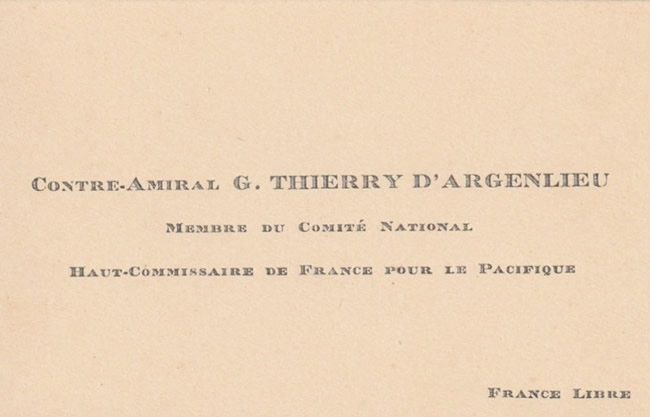 Contre-Amiral G. THIERRY D'ARGENLIEU
Membre du Comité National
Haut-Commissaire de France pour le Pacifique
France Libre